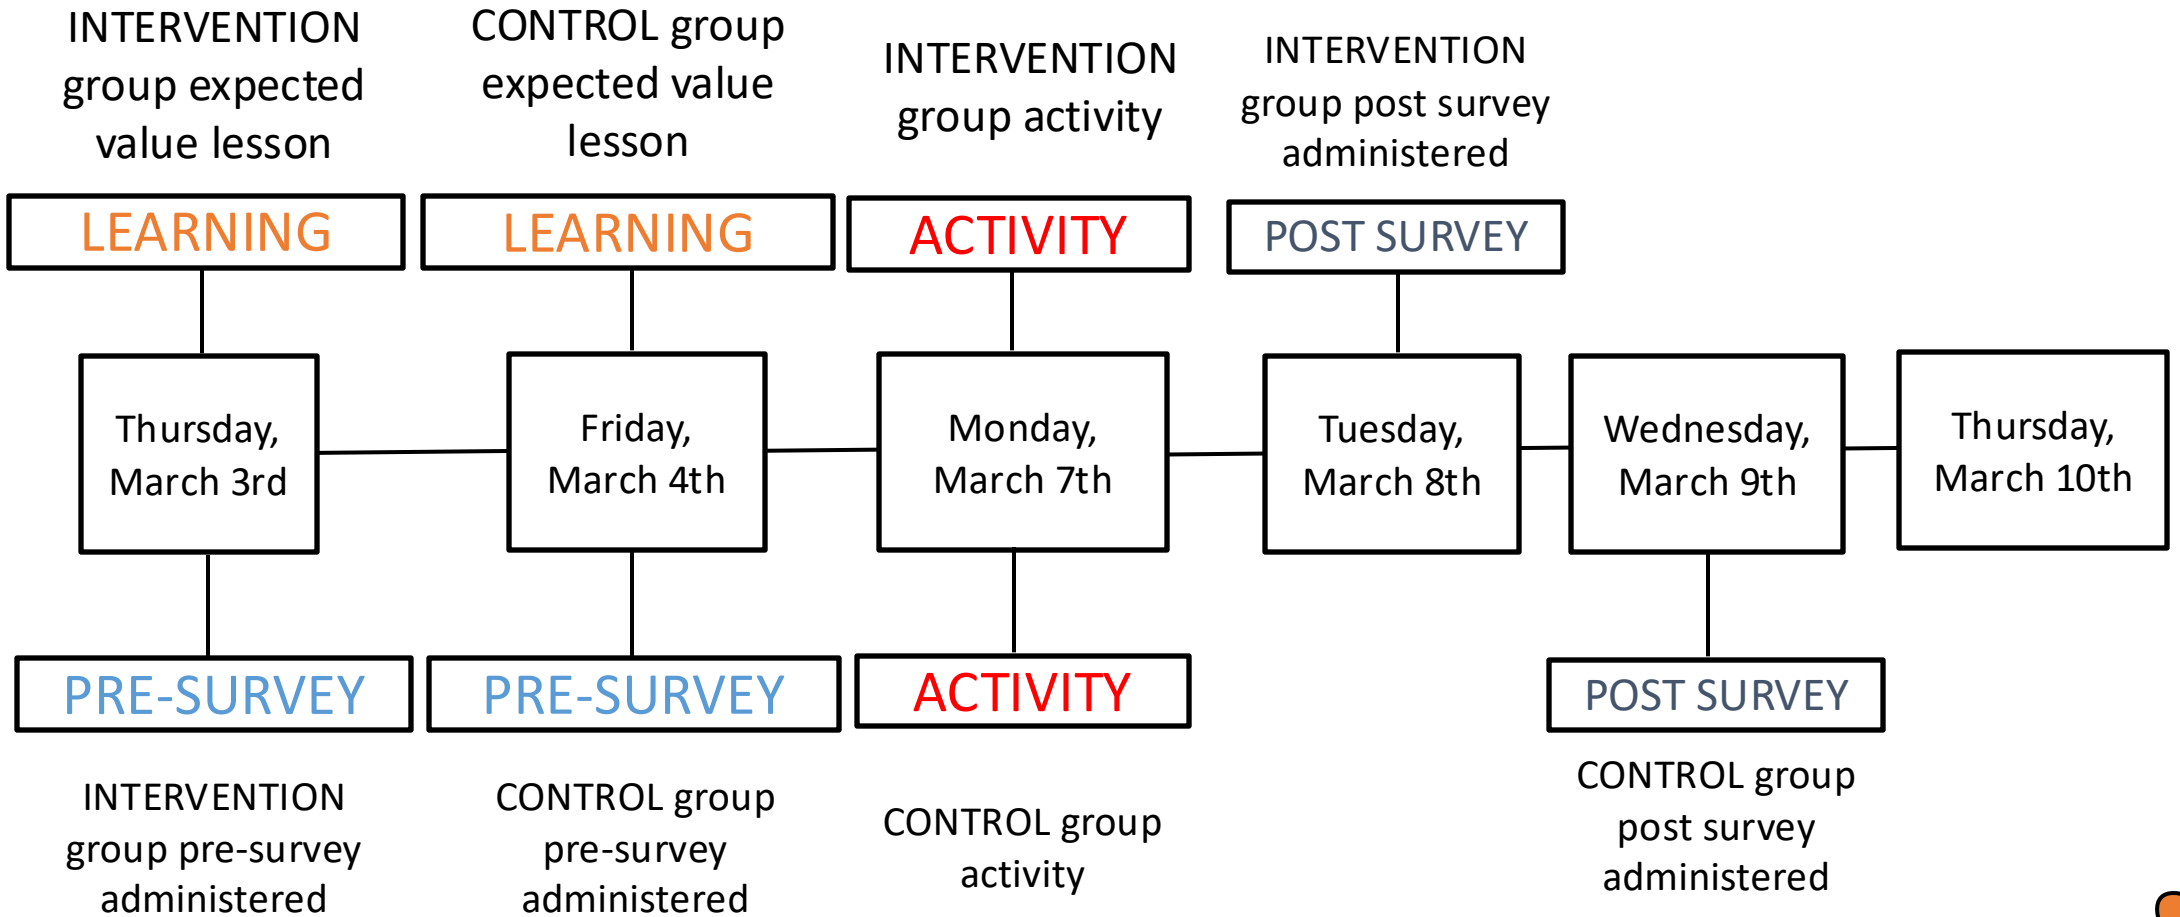 INTERVENTION
group expected
value lesson
CONTROL group
expected value
lesson
INTERVENTION
group activity
INTERVENTION
group post survey
administered
LEARNING
LEARNING
ACTIVITY
POST SURVEY
Thursday,
March 3rd
Friday,
March 4th
Monday,
March 7th
Tuesday,
March 8th
Wednesday,
March 9th
Thursday,
March 10th
PRE-SURVEY
PRE-SURVEY
ACTIVITY
POST SURVEY
INTERVENTION
group pre-survey
administered
CONTROL group
pre-survey
administered
CONTROL group
activity
CONTROL group
post survey
administered